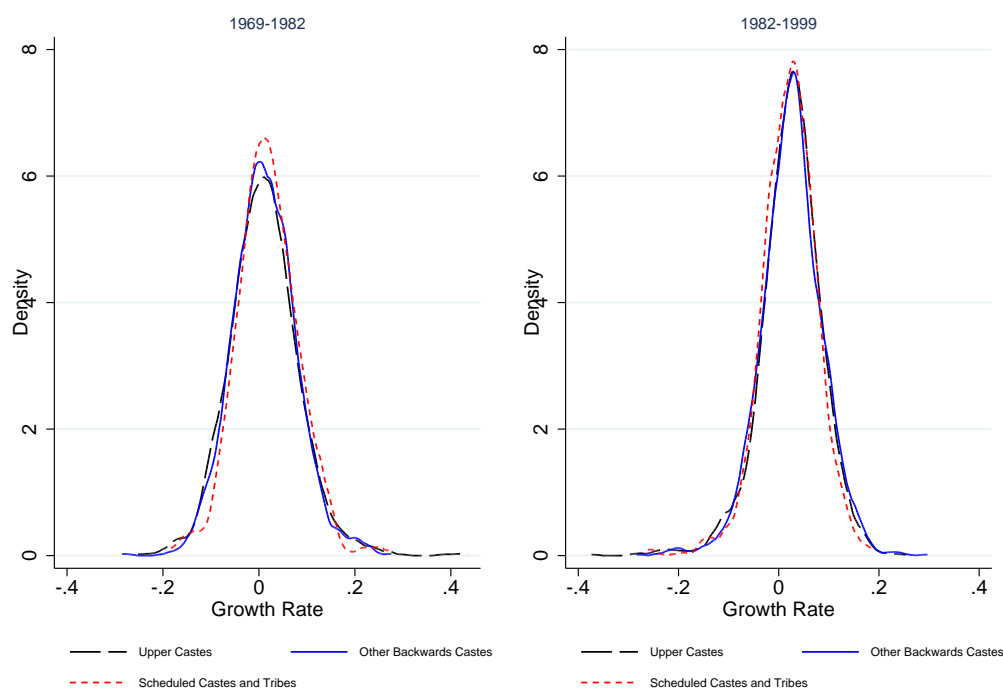 1969-1982
8
6
4
2
0
Density
-.4 -.2 0 .2 .4
Growth Rate
Upper Castes Other Backwards Castes
Scheduled Castes and Tribes
1982-1999
8
6
4
2
0
Density
-.4 -.2 0 .2 .4
Growth Rate
Upper Castes Other Backwards Castes
Scheduled Castes and Tribes